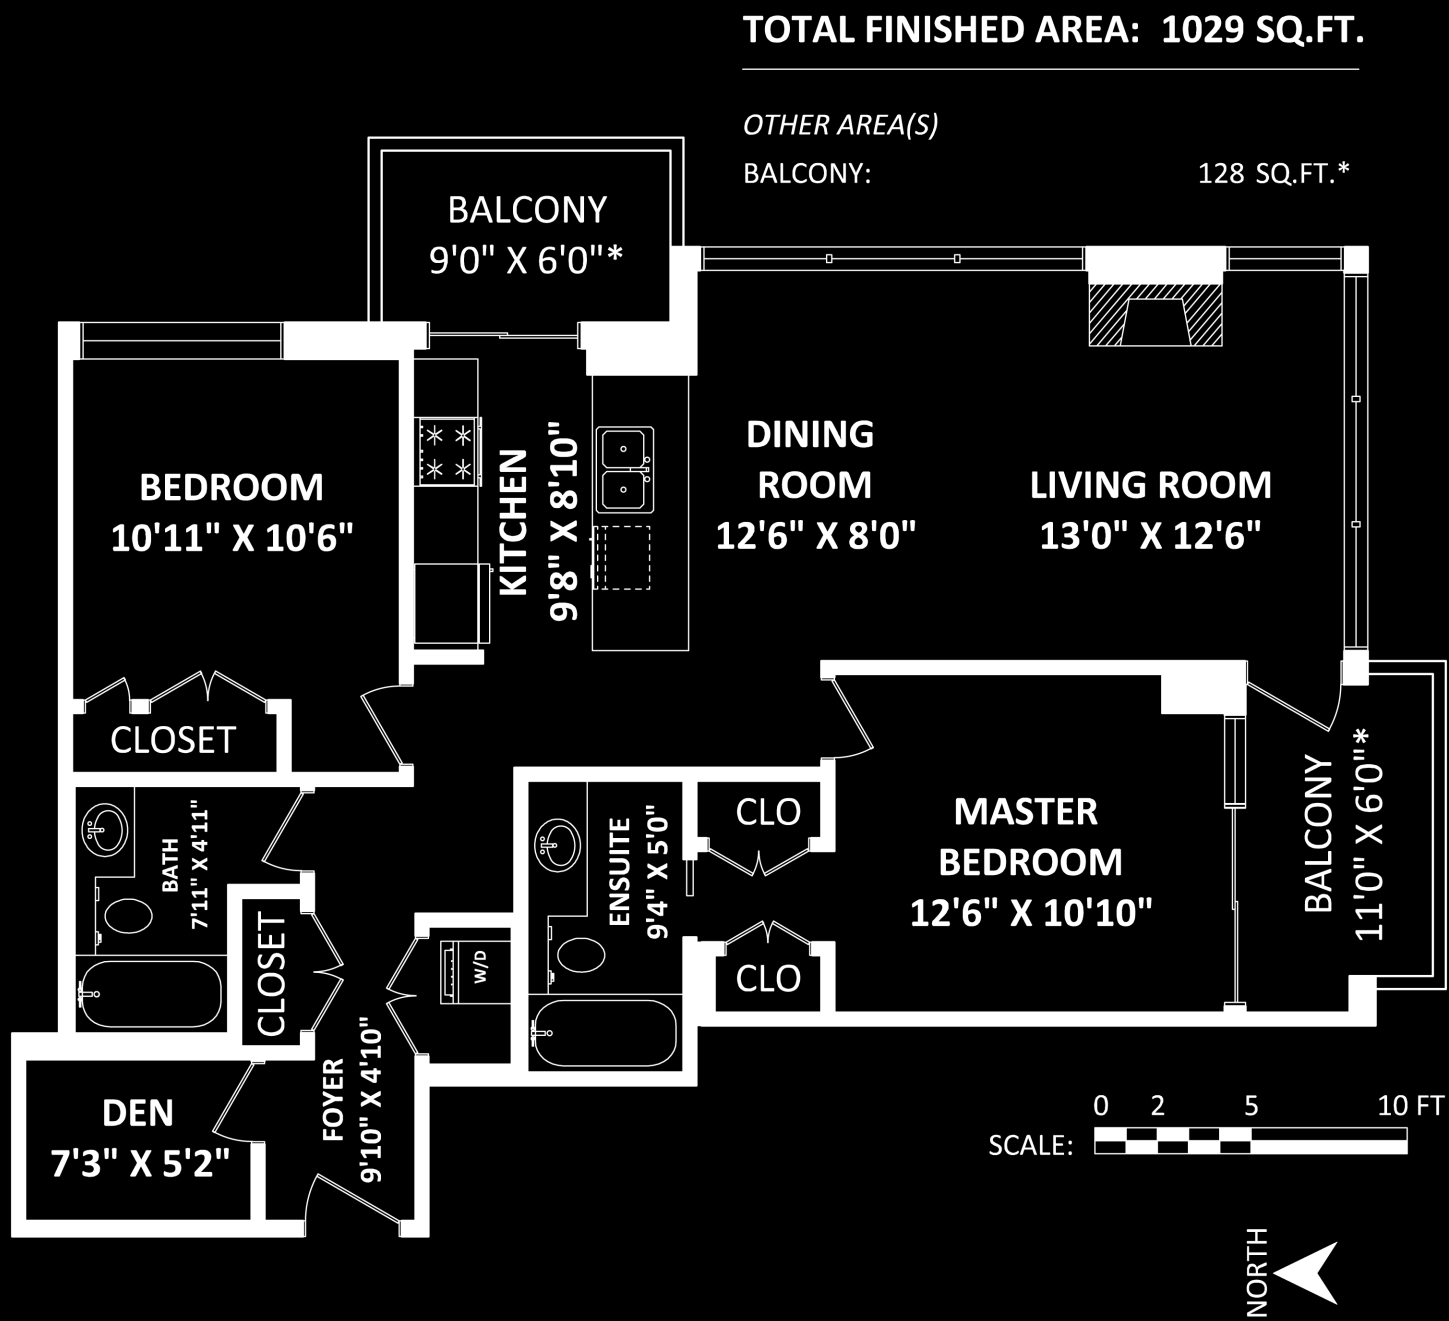 TOTAL FINISHED AREA: 1029 SQ.FT.
OTHER AREA(S)
BALCONY: 128 SQ.FT.*
BALCONY
9'0" X 6'0"*
BEDROOM
10'11" X 10'6"
KITCHEN
9'8" X 8'10"
DINING
ROOM
12'6" X 8'0"
LIVING ROOM
13'0" X 12'6"
CLOSET
BATH
7'11" X 4'11"
CLOSET
W/D
ENSUITE
9'4" X 5'0"
CLO
CLO
MASTER
BEDROOM
12'6" X 10'10"
BALCONY
11'0" X 6'0"*
DEN
7'3" X 5'2"
FOYER
9'10" X 4'10"
0 2 5 10 FT
SCALE:
NORTH